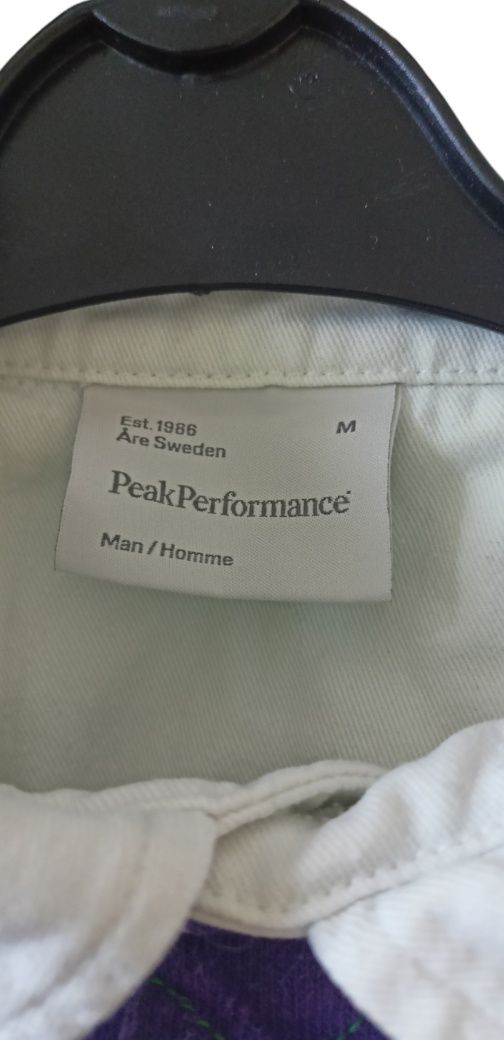 Est. 1986
Åre Sweden
M
PeakPerformance
Man / Homme